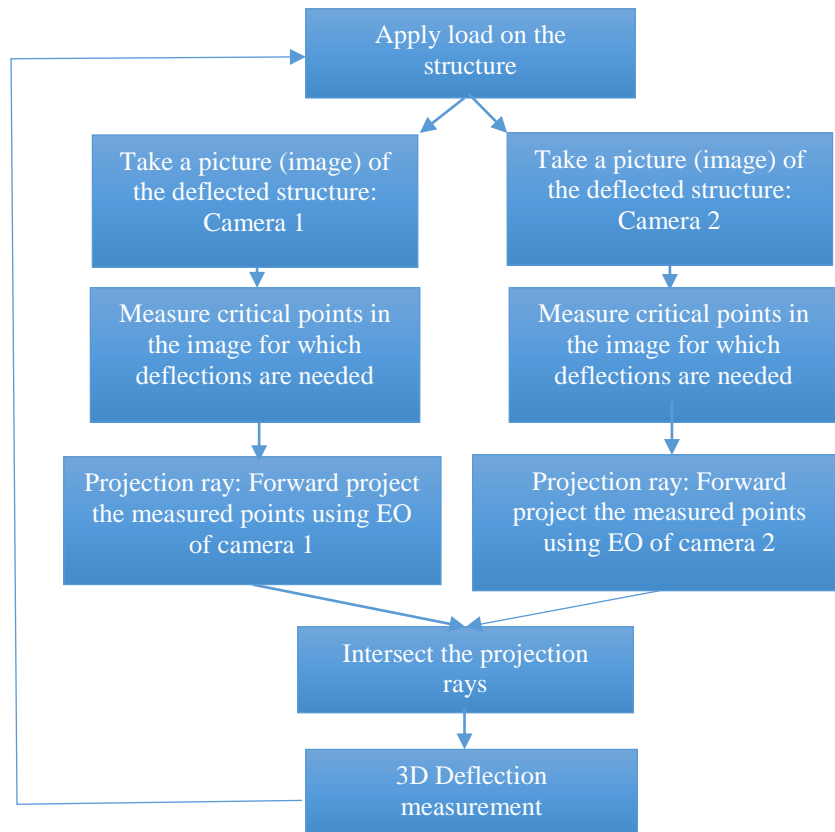 Apply load on the
structure
Take a picture (image) of
the deflected structure:
Camera 1
Take a picture (image) of
the deflected structure:
Camera 2
Measure critical points in
the image for which
deflections are needed
Measure critical points in
the image for which
deflections are needed
Projection ray: Forward project
the measured points using EO
of camera 1
Projection ray: Forward
project the measured points
using EO of camera 2
Intersect the projection
rays
3D Deflection
measurement